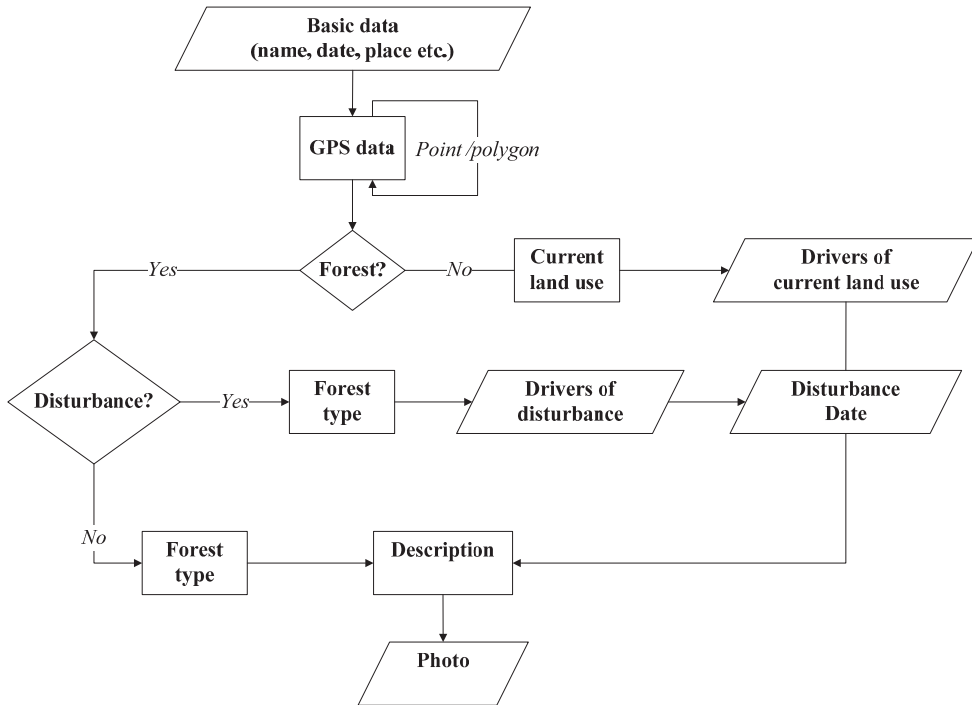 Basic data
(name, date, place etc.)
GPS data
Point /polygon
Forest?
Yes
No
Current
land use
Drivers of
current land use
Disturbance?
Yes
Forest
type
Drivers of
disturbance
Disturbance
Date
No
Forest
type
Description
Photo